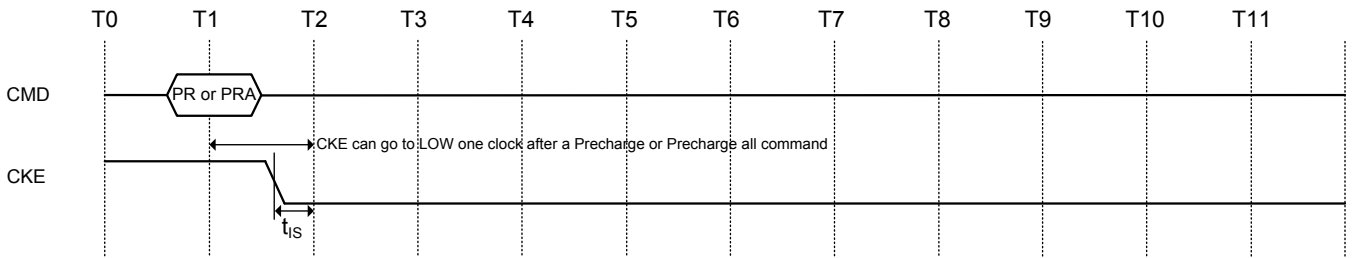 T0 T1 T2 T3 T4 T5 T6 T7 T8 T9 T10 T11
CMD PR or PRA
CKE can go to LOW one clock after a Precharge or Precharge all command
CKE
tIS